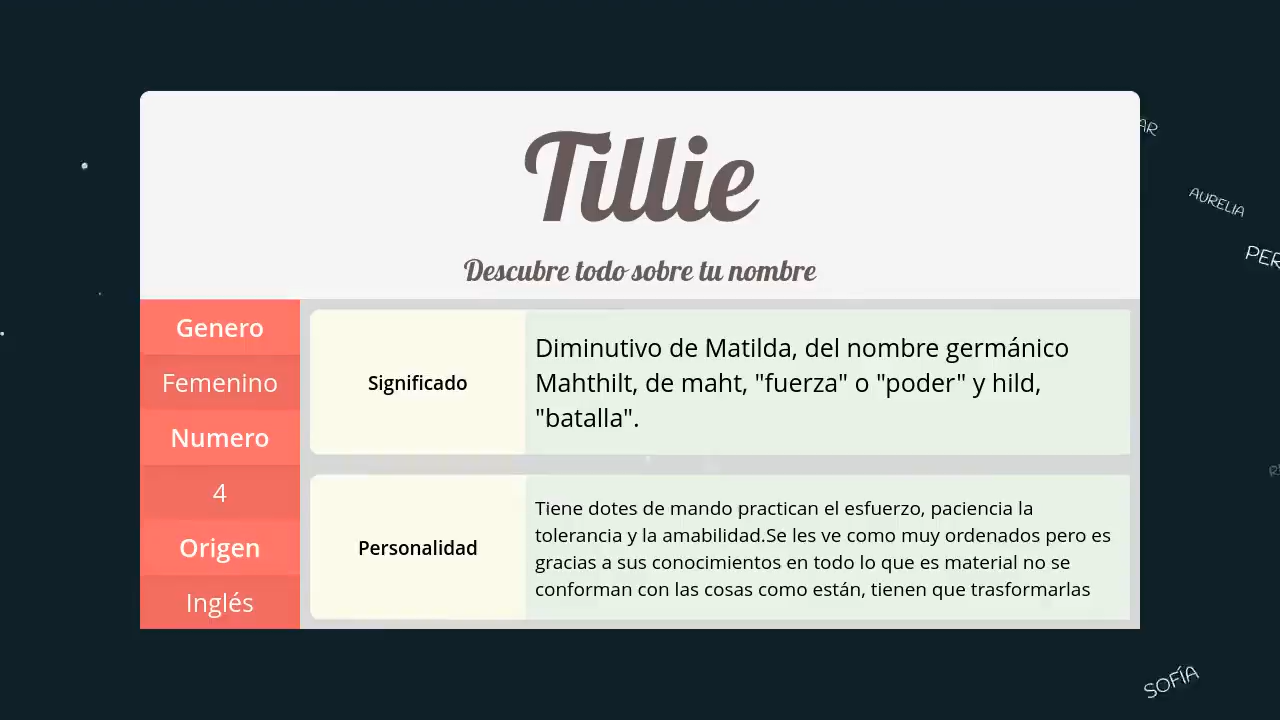 Tillie
Descubre todo sobre tu nombre
Genero
Femenino
Numero
4
Origen
Inglés
Significado
Diminutivo de Matilda, del nombre germánico
Mahthilt, de maht, "fuerza" o "poder" y hild,
"batalla".
Personalidad
Tiene dotes de mando practican el esfuerzo, paciencia la
tolerancia y la amabilidad.Se les ve como muy ordenados pero es
gracias a sus conocimientos en todo lo que es material no se
conforman con las cosas como están, tienen que trasformarlas
AURELIA
SOFÍA